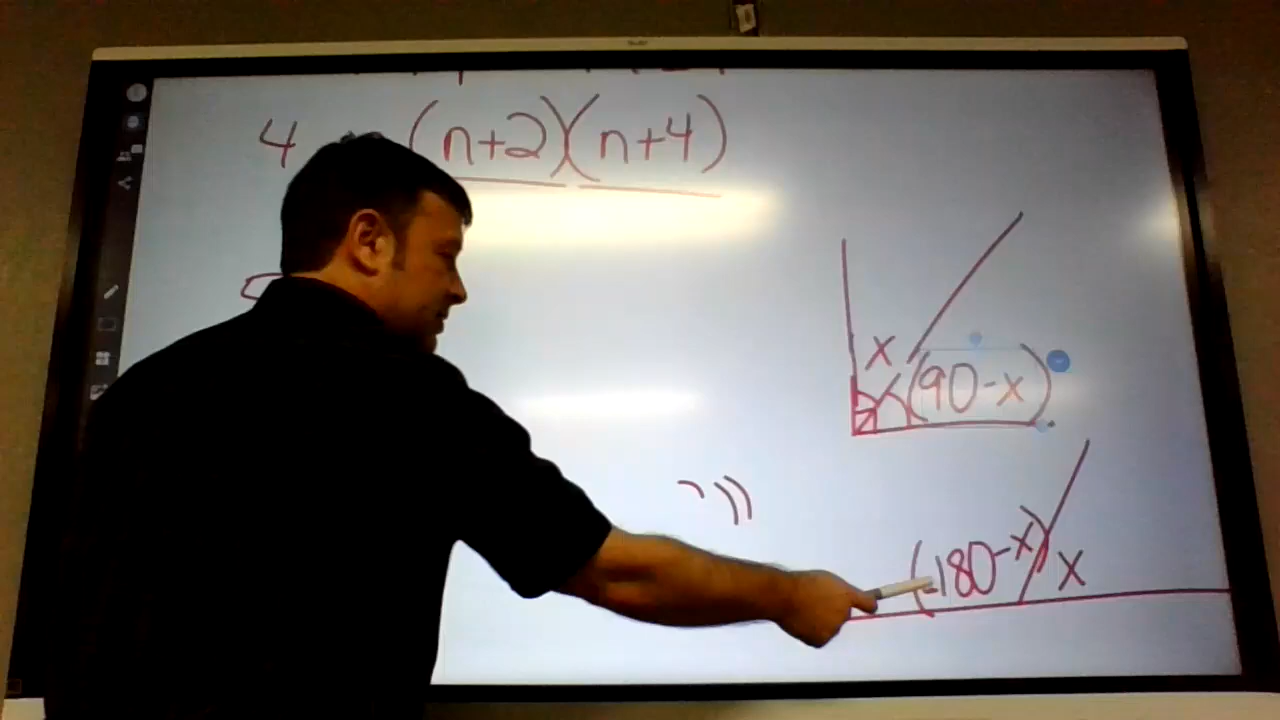 4 (n+2)(n+4)
x
(90-x)
(180-x) x